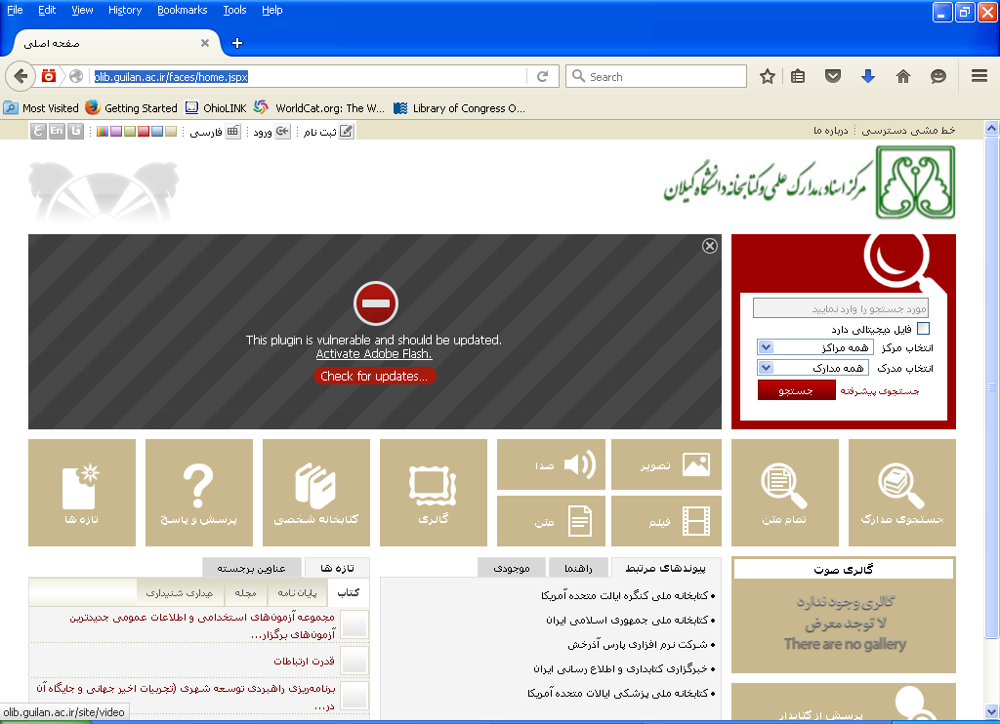 File Edit View History Bookmarks Tools Help
صفحه اصلی
olib.guilan.ac.ir/faces/home.jspx
Search
Most Visited Getting Started OhioLINK WorldCat.org: The W... Library of Congress O...
خط مشی دسترسی درباره ما
ثبت نام ورود فارسی
ع En G
مرکز اسناد، مدارک علمی و کتابخانه دانشگاه گیلان
This plugin is vulnerable and should be updated.
Activate Adobe Flash.
Check for updates...
مورد جستجو را وارد نمایید
فایل دیجیتالی دارد
انتخاب مرکز همه مراکز
انتخاب مدرک همه مدارک
جستجوی پیشرفته جستجو
جستجوی مدارک
تمام متن
تصویر
صدا
فیلم
متن
گالری
کتابخانه شخصی
پرسش و پاسخ
تازه ها
گالری صوت
گالری وجود ندارد
لا توجد معرض
There are no gallery
پرسش از کتابدار
پیوندهای مرتبط راهنما موجودی
• کتابخانه ملی کنگره ایالت متحده آمریکا
• کتابخانه ملی جمهوری اسلامی ایران
• شرکت نرم افزاری پارس آذرخش
• خبرگزاری کتابداری و اطلاع رسانی ایران
• کتابخانه ملی پزشکی ایالات متحده آمریکا
تازه ها عناوین برجسته
کتاب پایان نامه مجله دیداری شنیداری
مجموعه آزمون‌های استخدامی و اطلاعات عمومی جدیدترین
آزمون‌های برگزار...
قدرت ارتباطات
برنامه‌ریزی راهبردی توسعه شهری (تجربیات اخیر جهانی و جایگاه آن
در...
olib.guilan.ac.ir/site/video